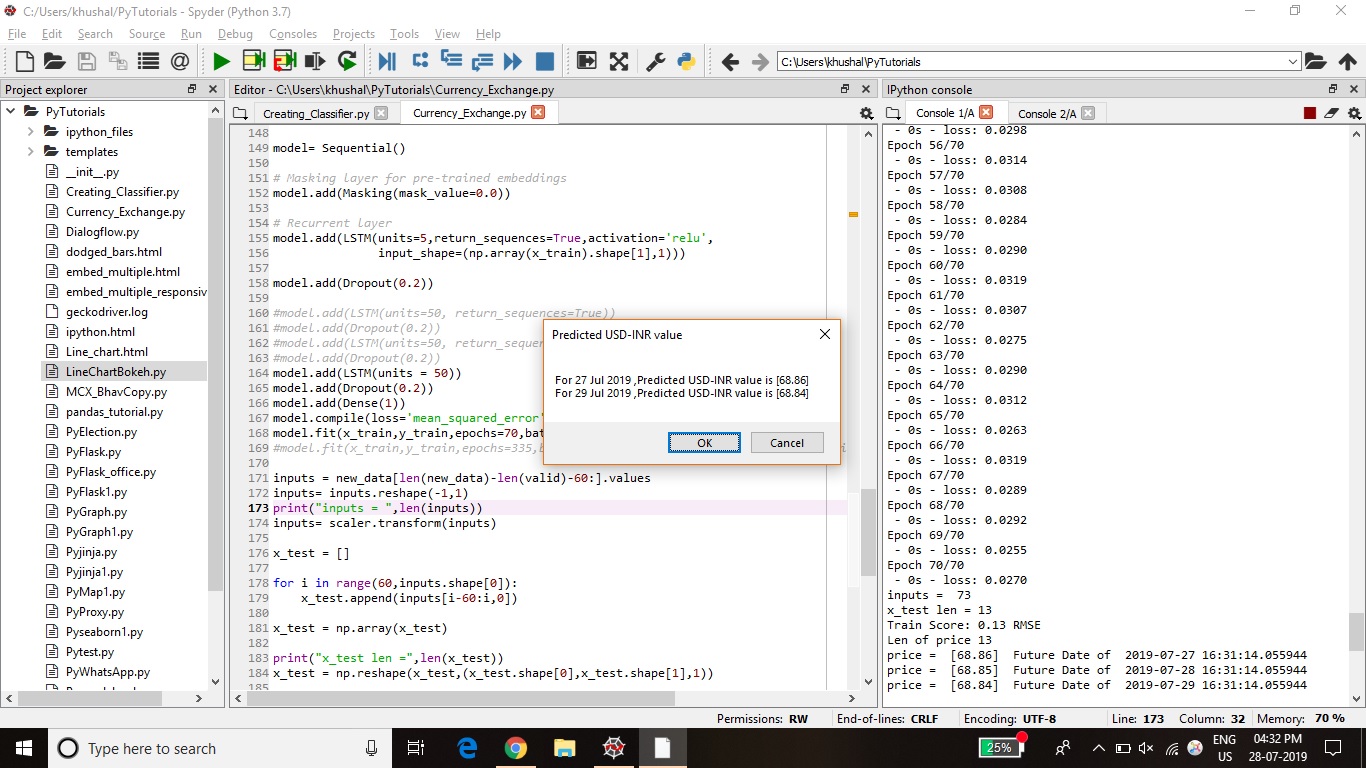 C:/Users/khushal/PyTutorials - Spyder (Python 3.7)
File Edit Search Source Run Debug Consoles Projects Tools View Help
C:\Users\khushal\PyTutorials
Project explorer
PyTutorials
ipython_files
templates
__init__.py
Creating_Classifier.py
Currency_Exchange.py
Dialogflow.py
dodged_bars.html
embed_multiple.html
embed_multiple_responsiv
geckodriver.log
ipython.html
Line_chart.html
LineChartBokeh.py
MCX_BhavCopy.py
pandas_tutorial.py
PyElection.py
PyFlask.py
PyFlask_office.py
PyFlask1.py
PyGraph.py
PyGraph1.py
Pyjinja.py
Pyjinja1.py
PyMap1.py
PyProxy.py
Pyseaborn1.py
Pytest.py
PyWhatsApp.py
Editor - C:\Users\khushal\PyTutorials\Currency_Exchange.py
Creating_Classifier.py Currency_Exchange.py
148
149 model= Sequential()
150
151 # Masking layer for pre-trained embeddings
152 model.add(Masking(mask_value=0.0))
153
154 # Recurrent layer
155 model.add(LSTM(units=5,return_sequences=True,activation='relu',
156 input_shape=(np.array(x_train).shape[1],1)))
157
158 model.add(Dropout(0.2))
159
160 #model.add(LSTM(units=50, return_sequences=True))
161 #model.add(Dropout(0.2))
162 #model.add(LSTM(units=50, return_sequen
163 #model.add(Dropout(0.2))
164 model.add(LSTM(units = 50))
165 model.add(Dropout(0.2))
166 model.add(Dense(1))
167 model.compile(loss='mean_squared_error'
168 model.fit(x_train,y_train,epochs=70,bat
169 #model.fit(x_train,y_train,epochs=335,b
170
171 inputs = new_data[len(new_data)-len(valid)-60:].values
172 inputs= inputs.reshape(-1,1)
173 print("inputs = ",len(inputs))
174 inputs= scaler.transform(inputs)
175
176 x_test = []
177
178 for i in range(60,inputs.shape[0]):
179 x_test.append(inputs[i-60:i,0])
180
181 x_test = np.array(x_test)
182
183 print("x_test len =",len(x_test))
184 x_test = np.reshape(x_test,(x_test.shape[0],x_test.shape[1],1))
185
Predicted USD-INR value
For 27 Jul 2019 ,Predicted USD-INR value is [68.86]
For 29 Jul 2019 ,Predicted USD-INR value is [68.84]
OK Cancel
IPython console
Console 1/A Console 2/A
- 0s - loss: 0.0298
Epoch 56/70
- 0s - loss: 0.0314
Epoch 57/70
- 0s - loss: 0.0308
Epoch 58/70
- 0s - loss: 0.0284
Epoch 59/70
- 0s - loss: 0.0290
Epoch 60/70
- 0s - loss: 0.0319
Epoch 61/70
- 0s - loss: 0.0307
Epoch 62/70
- 0s - loss: 0.0275
Epoch 63/70
- 0s - loss: 0.0290
Epoch 64/70
- 0s - loss: 0.0312
Epoch 65/70
- 0s - loss: 0.0263
Epoch 66/70
- 0s - loss: 0.0319
Epoch 67/70
- 0s - loss: 0.0289
Epoch 68/70
- 0s - loss: 0.0292
Epoch 69/70
- 0s - loss: 0.0255
Epoch 70/70
- 0s - loss: 0.0270
inputs = 73
x_test len = 13
Train Score: 0.13 RMSE
Len of price 13
price = [68.86] Future Date of 2019-07-27 16:31:14.055944
price = [68.85] Future Date of 2019-07-28 16:31:14.055944
price = [68.84] Future Date of 2019-07-29 16:31:14.055944
Permissions: RW End-of-lines: CRLF Encoding: UTF-8 Line: 173 Column: 32 Memory: 70 %
Type here to search
25%
ENG
US
04:32 PM
28-07-2019